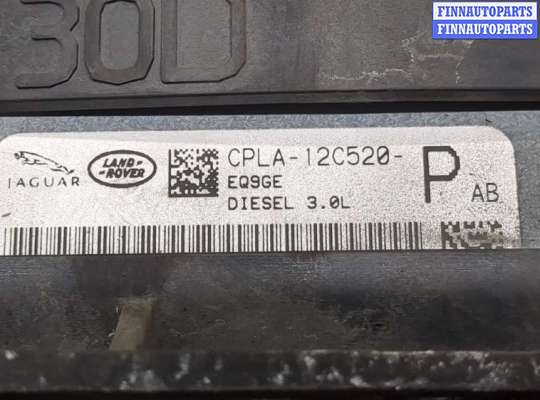 FINNAUTOPARTS
FINNAUTOPARTS
30D
JAGUAR
LAND-
ROVER
CPLA-12C520-
EQ9GE
DIESEL 3.0L
P
AB